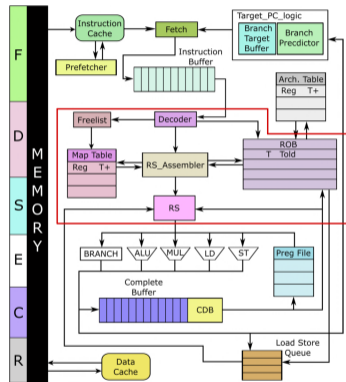 F
D
S
E
C
R
MEMORY
Instruction
Cache
Prefetcher
Fetch
Instruction
Buffer
Target_PC_logic
Branch
Target
Buffer
Branch
Precdictor
Arch. Table
Reg T+
Freelist
Decoder
Map Table
Reg T+
RS_Assembler
ROB
T Told
RS
BRANCH
ALU
MUL
LD
ST
Preg File
Complete
Buffer
CDB
Load Store
Queue
Data
Cache